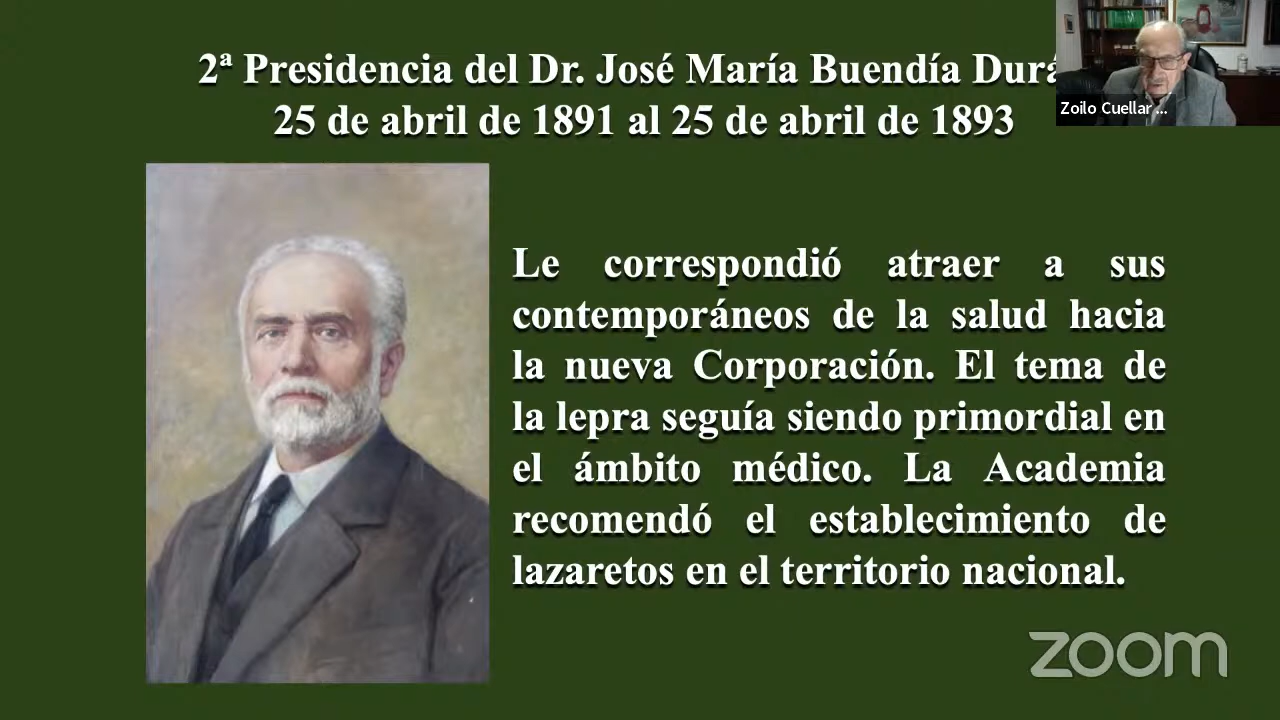 2ª Presidencia del Dr. José María Buendía
25 de abril de 1891 al 25 de abril de 1893
Zoilo Cuellar ...
Le correspondió atraer a sus
contemporáneos de la salud hacia
la nueva Corporación. El tema de
la lepra seguía siendo primordial en
el ámbito médico. La Academia
recomendó el establecimiento de
lazaretos en el territorio nacional.
zoom